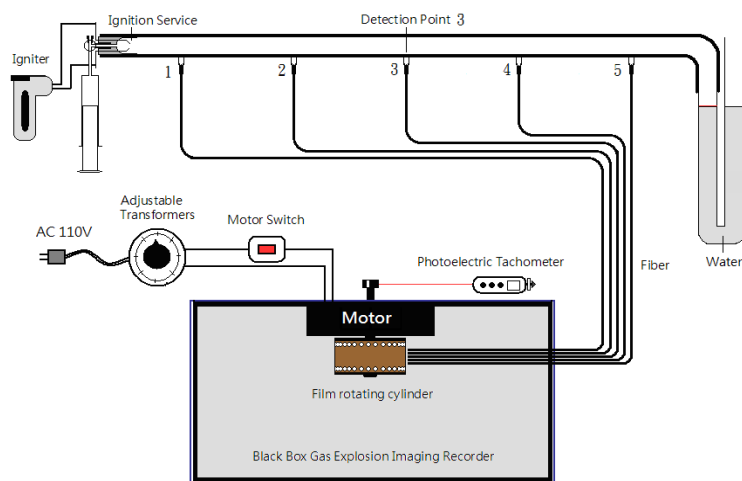 Ignition Service
Detection Point 3
Igniter
1
2
3
4
5
Adjustable
Transformers
Motor Switch
AC 110V
Photoelectric Tachometer
Fiber
Water
Motor
Film rotating cylinder
Black Box Gas Explosion Imaging Recorder